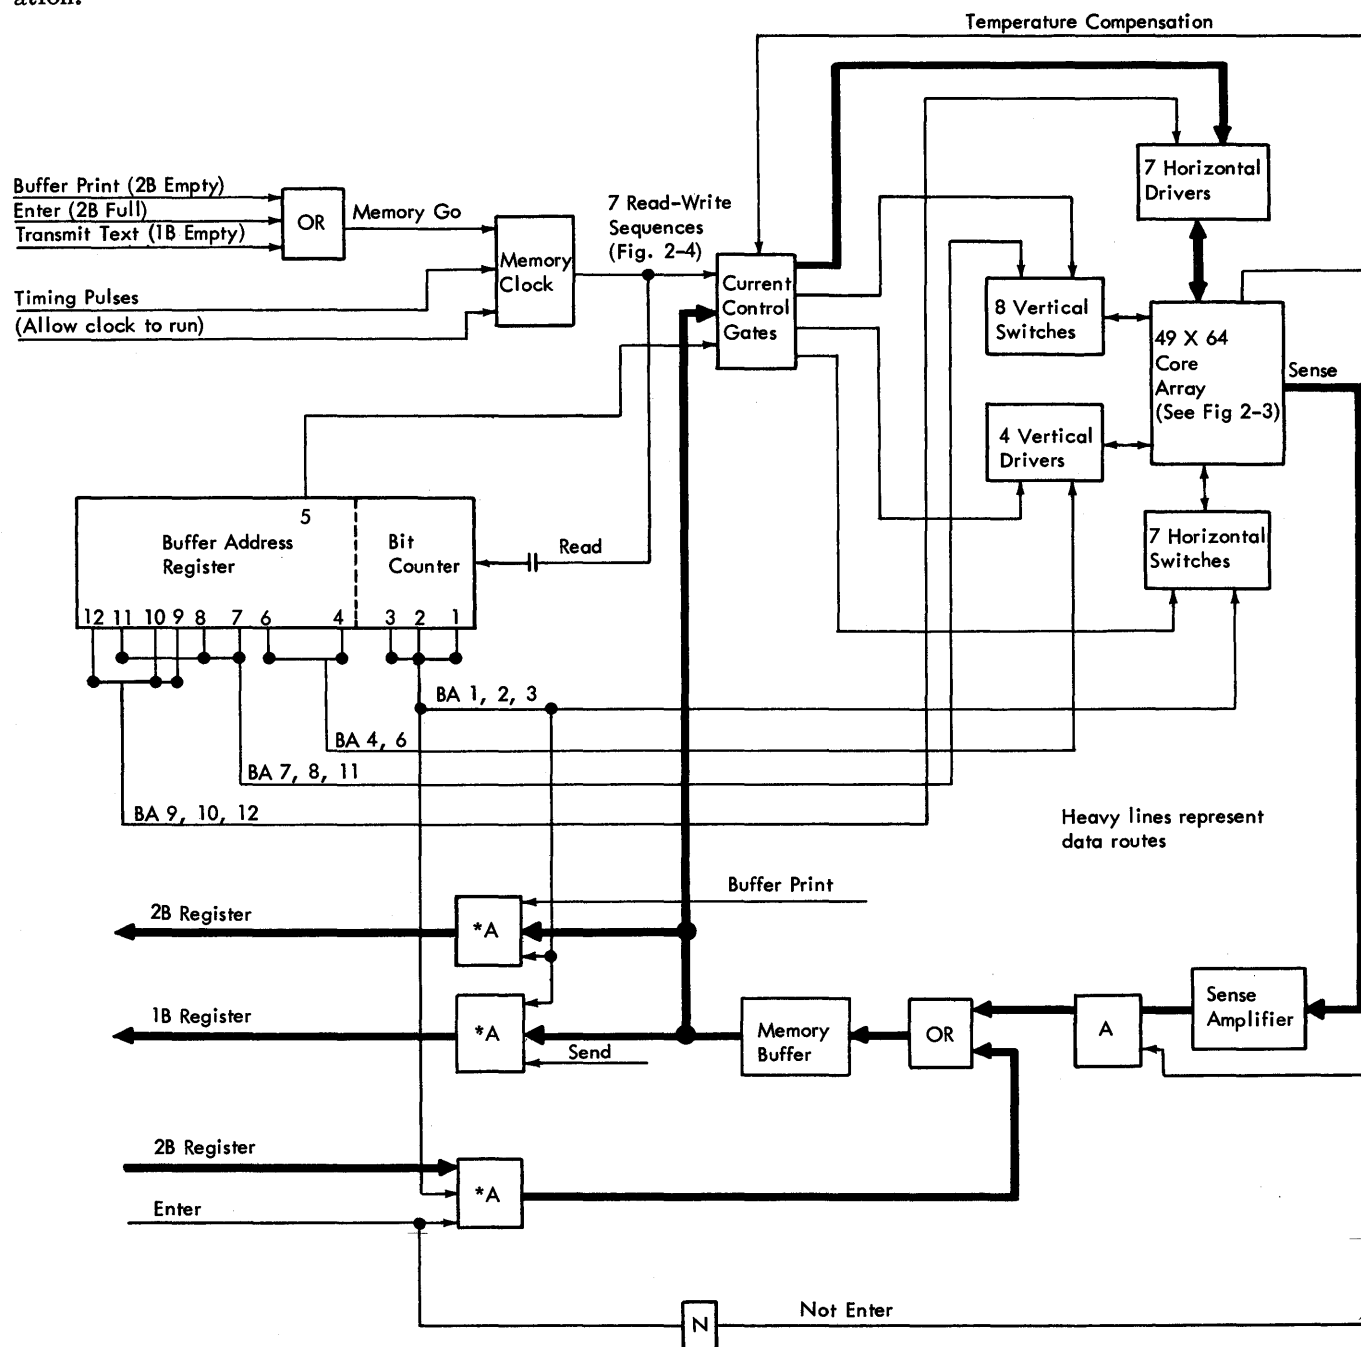 ation.
Temperature Compensation
7 Horizontal
Drivers
Buffer Print (2B Empty)
Enter (2B Full)
Transmit Text (1B Empty)
OR
Memory Go
Timing Pulses
(Allow clock to run)
Memory
Clock
7 Read-Write
Sequences
(Fig. 2-4)
Current
Control
Gates
8 Vertical
Switches
49 X 64
Core
Array
(See Fig 2-3)
Sense
4 Vertical
Drivers
7 Horizontal
Switches
5
Buffer Address
Register
Bit
Counter
Read
12 11 10 9 8 7 6 4 3 2 1
BA 1, 2, 3
BA 4, 6
BA 7, 8, 11
BA 9, 10, 12
Heavy lines represent
data routes
Buffer Print
2B Register
*A
1B Register
*A
Send
Memory
Buffer
OR
A
Sense
Amplifier
2B Register
*A
Enter
Not Enter
N